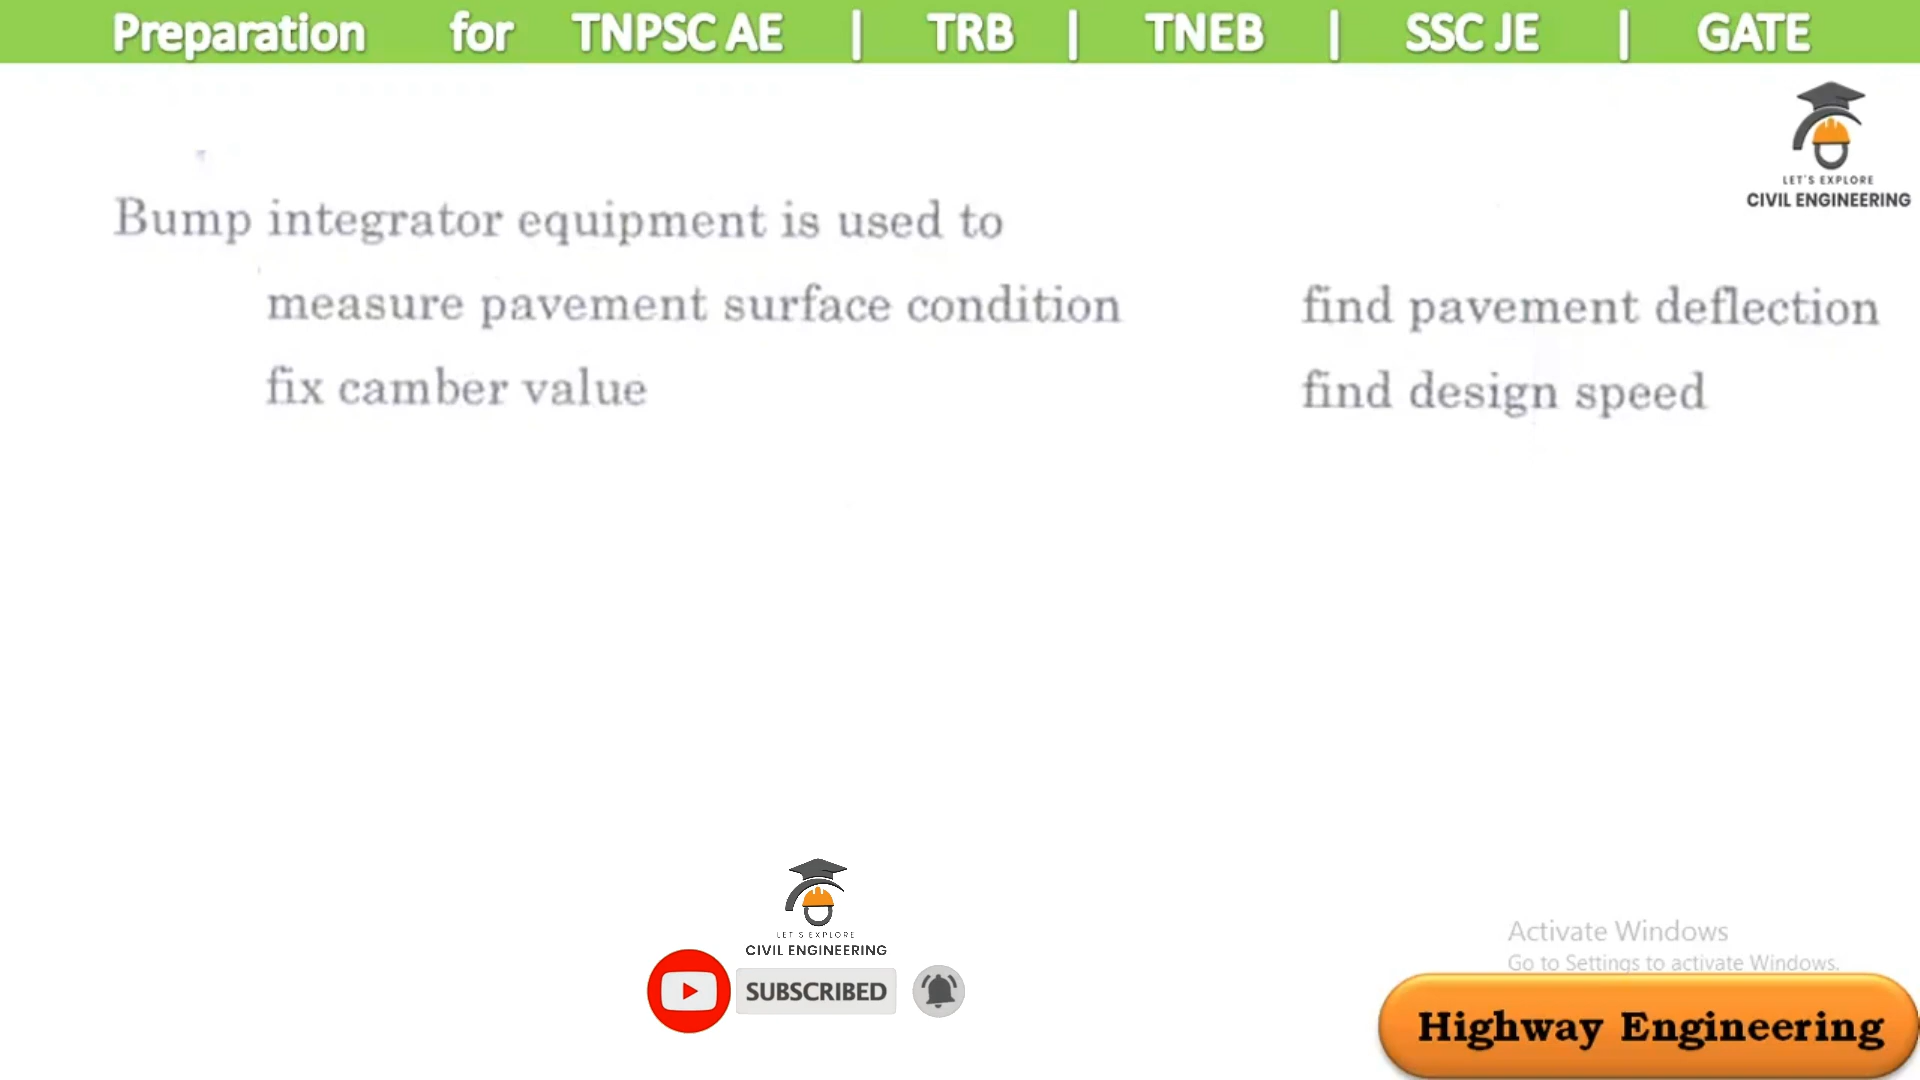 Preparation for TNPSC AE | TRB | TNEB | SSC JE | GATE
LET'S EXPLORE
CIVIL ENGINEERING
Bump integrator equipment is used to
measure pavement surface condition find pavement deflection
fix camber value find design speed
LET'S EXPLORE
CIVIL ENGINEERING
SUBSCRIBED
Activate Windows
Go to Settings to activate Windows.
Highway Engineering